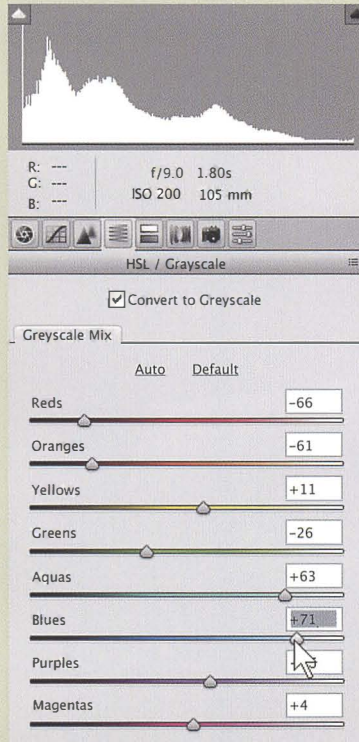 R: ---
G: ---
B: ---
f/9.0 1.80s
ISO 200 105 mm
HSL / Grayscale
Convert to Greyscale
Greyscale Mix
Auto Default
Reds -66
Oranges -61
Yellows +11
Greens -26
Aquas +63
Blues +71
Purples
Magentas +4